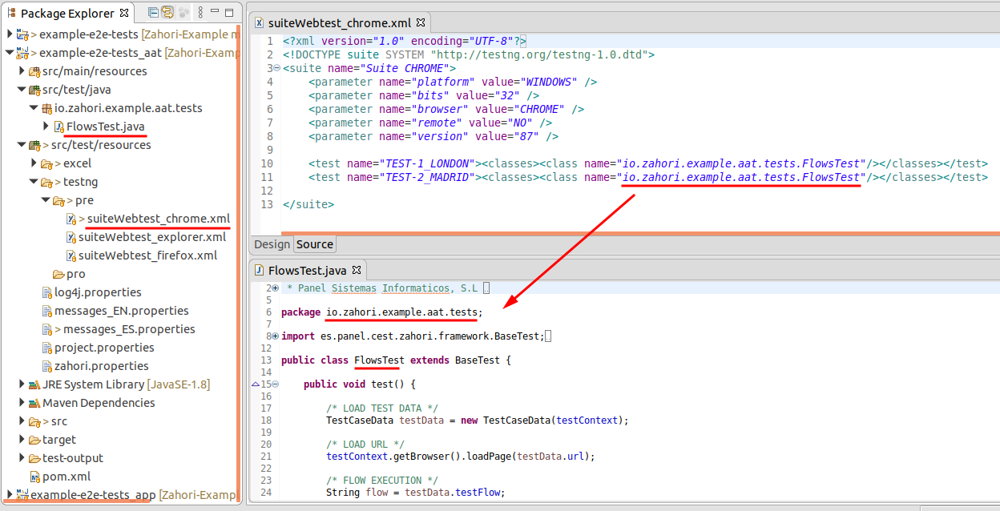 Package Explorer
> example-e2e-tests [Zahori-Example m
> example-e2e-tests_aat [Zahori-Examp
src/main/resources
src/test/java
io.zahori.example.aat.tests
FlowsTest.java
> src/test/resources
> excel
> testng
> pre
> suiteWebtest_chrome.xml
suiteWebtest_explorer.xml
suiteWebtest_firefox.xml
pro
log4j.properties
messages_EN.properties
> messages_ES.properties
project.properties
zahori.properties
JRE System Library [JavaSE-1.8]
Maven Dependencies
> src
target
test-output
pom.xml
example-e2e-tests_app [Zahori-Exampl
suiteWebtest_chrome.xml
1 <?xml version="1.0" encoding="UTF-8"?>
2 <!DOCTYPE suite SYSTEM "http://testng.org/testng-1.0.dtd">
3 <suite name="Suite CHROME">
4 <parameter name="platform" value="WINDOWS" />
5 <parameter name="bits" value="32" />
6 <parameter name="browser" value="CHROME" />
7 <parameter name="remote" value="NO" />
8 <parameter name="version" value="87" />
9
10 <test name="TEST-1_LONDON"><classes><class name="io.zahori.example.aat.tests.FlowsTest"/></classes></test>
11 <test name="TEST-2_MADRID"><classes><class name="io.zahori.example.aat.tests.FlowsTest"/></classes></test>
12
13 </suite>
Design Source
FlowsTest.java
2 * Panel Sistemas Informaticos, S.L
5
6 package io.zahori.example.aat.tests;
7
8 import es.panel.cest.zahori.framework.BaseTest;
12
13 public class FlowsTest extends BaseTest {
14
15 public void test() {
16
17 /* LOAD TEST DATA */
18 TestCaseData testData = new TestCaseData(testContext);
19
20 /* LOAD URL */
21 testContext.getBrowser().loadPage(testData.url);
22
23 /* FLOW EXECUTION */
24 String flow = testData.testFlow;